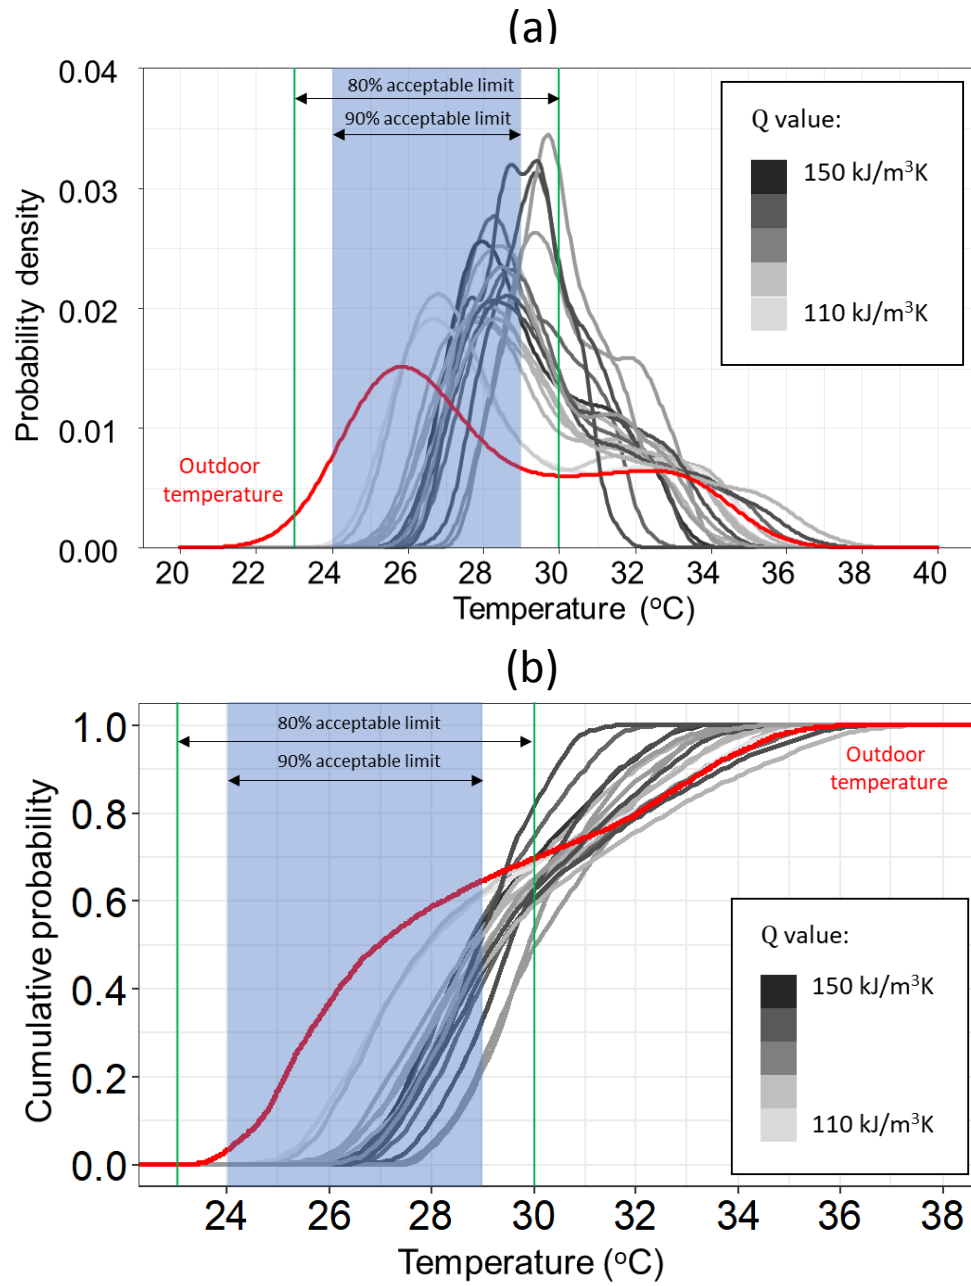 (a)
Probability density
0.04
0.03
0.02
0.01
0.00
80% acceptable limit
90% acceptable limit
Q value:
150 kJ/m³K
110 kJ/m³K
Outdoor
temperature
20 22 24 26 28 30 32 34 36 38 40
Temperature (°C)
(b)
Cumulative probability
1.0
0.8
0.6
0.4
0.2
0.0
80% acceptable limit
90% acceptable limit
Outdoor
temperature
Q value:
150 kJ/m³K
110 kJ/m³K
24 26 28 30 32 34 36 38
Temperature (°C)